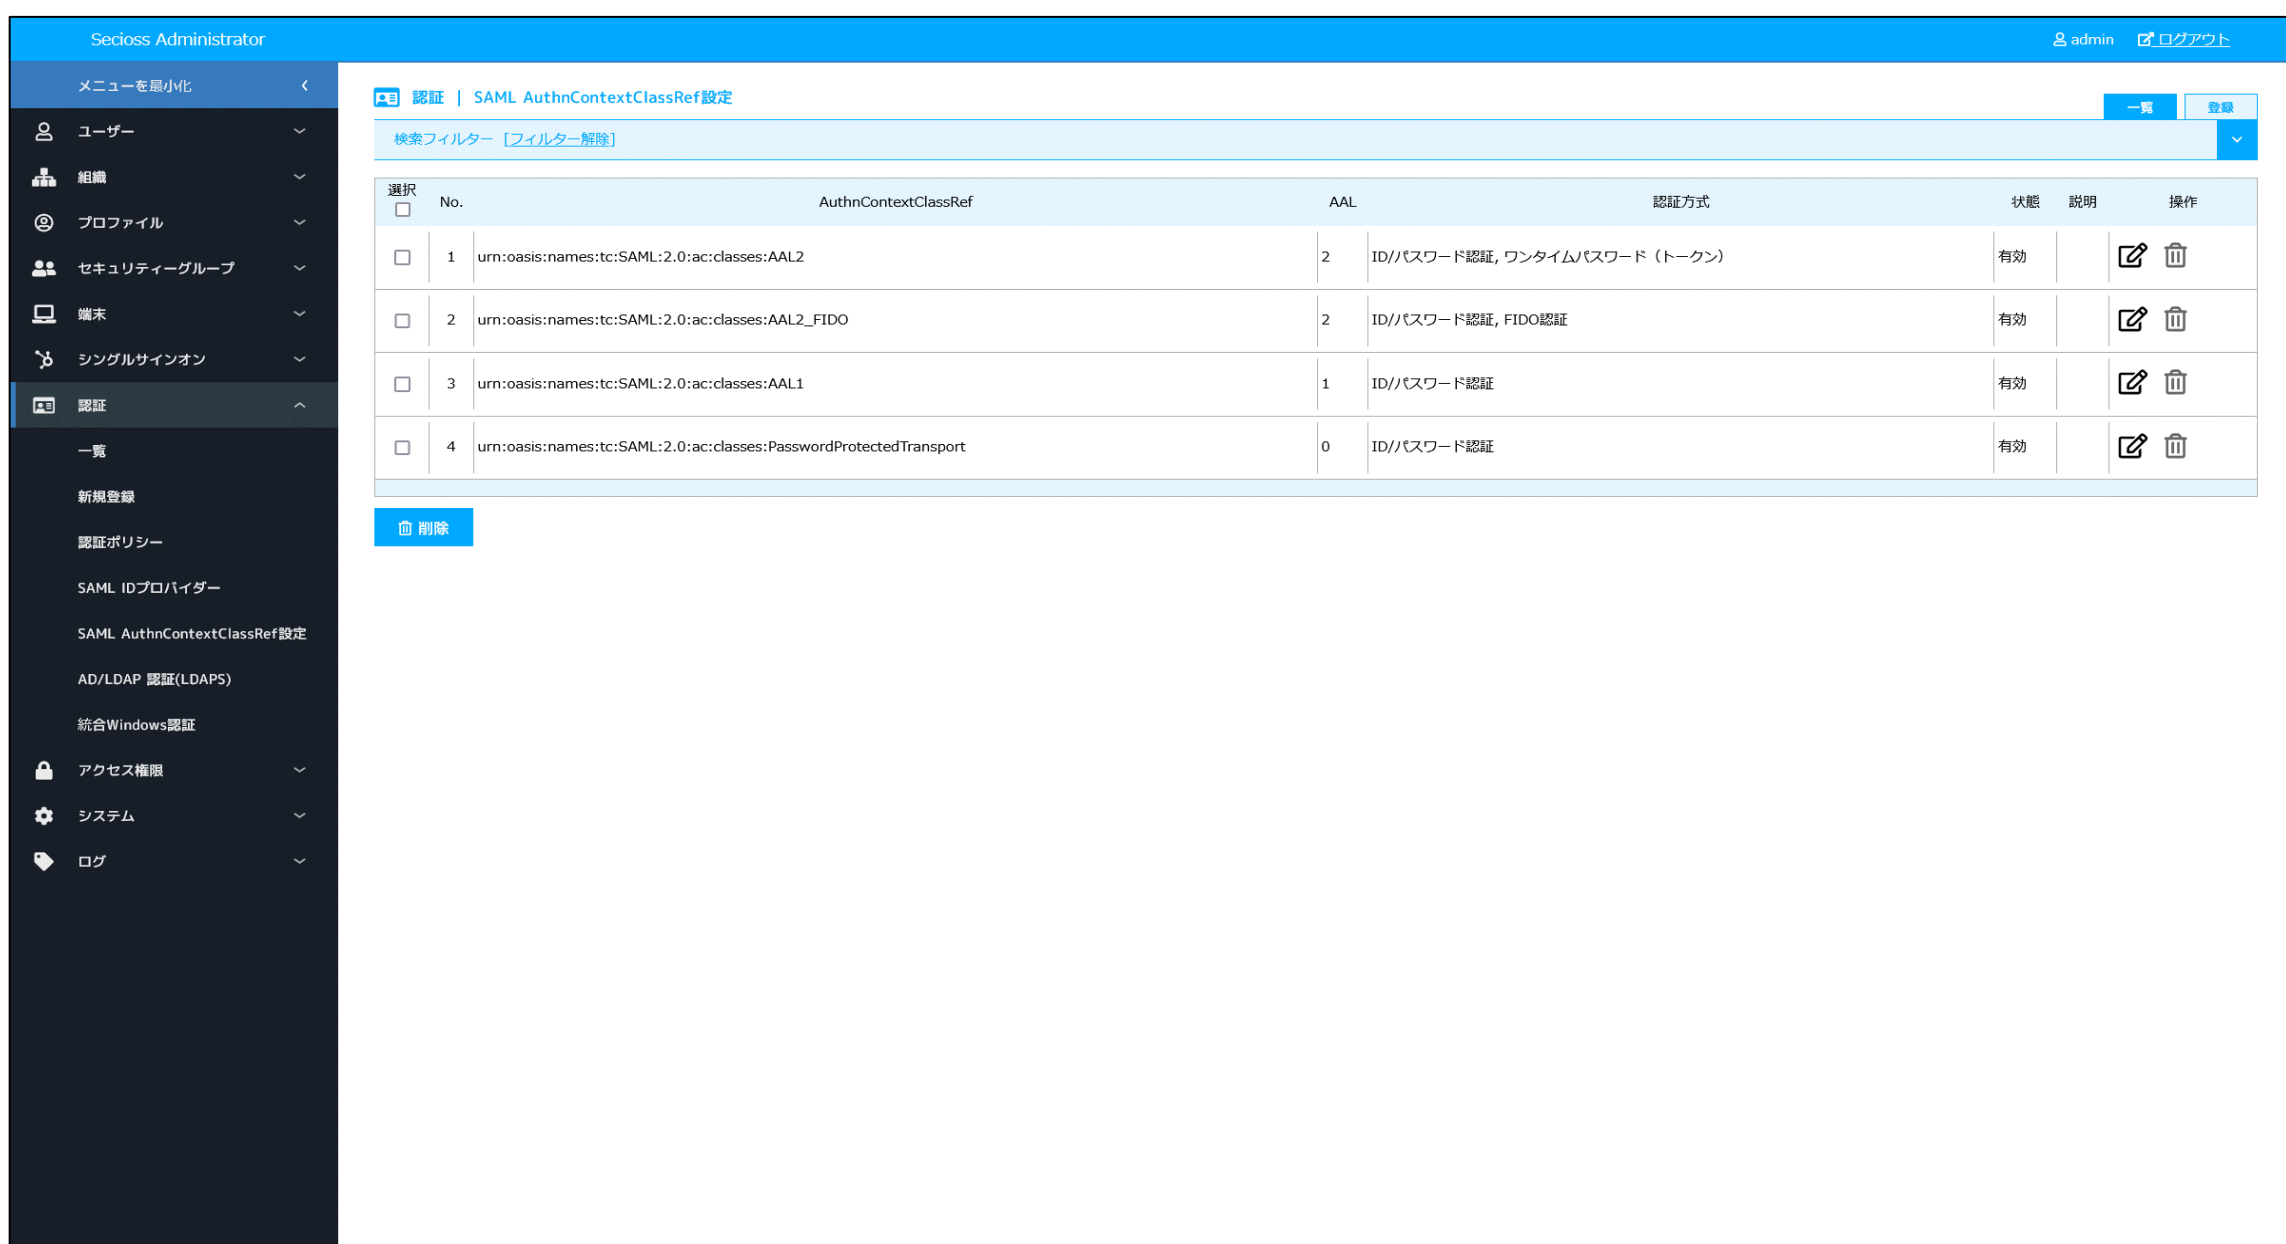 Secioss Administrator
admin ログアウト
メニューを最小化
ユーザー
組織
プロファイル
セキュリティーグループ
端末
シングルサインオン
認証
一覧
新規登録
認証ポリシー
SAML IDプロバイダー
SAML AuthnContextClassRef設定
AD/LDAP 認証(LDAPS)
統合Windows認証
アクセス権限
システム
ログ
認証 | SAML AuthnContextClassRef設定
一覧 登録
検索フィルター [フィルター解除]
選択 No. AuthnContextClassRef AAL 認証方式 状態 説明 操作
1 urn:oasis:names:tc:SAML:2.0:ac:classes:AAL2 2 ID/パスワード認証, ワンタイムパスワード（トークン） 有効
2 urn:oasis:names:tc:SAML:2.0:ac:classes:AAL2_FIDO 2 ID/パスワード認証, FIDO認証 有効
3 urn:oasis:names:tc:SAML:2.0:ac:classes:AAL1 1 ID/パスワード認証 有効
4 urn:oasis:names:tc:SAML:2.0:ac:classes:PasswordProtectedTransport 0 ID/パスワード認証 有効
削除